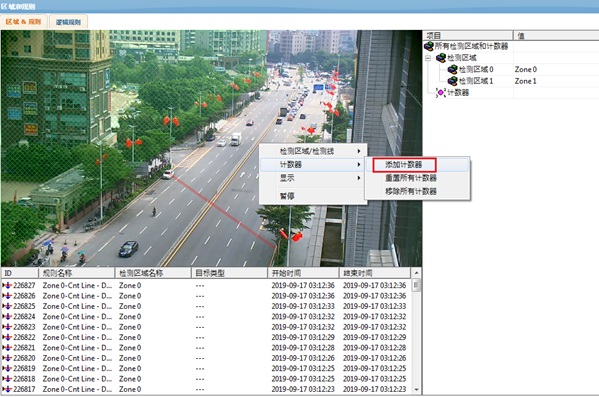 区域和规则
区域 & 规则 逻辑规则
项目 值
所有检测区域和计数器
检测区域
检测区域 0 Zone 0
检测区域 1 Zone 1
计数器
检测区域/检测线
计数器
显示
暂停
添加计数器
重置所有计数器
移除所有计数器
ID 规则名称 检测区域名称 目标类型 开始时间 结束时间
226827 Zone 0-Cnt Line - D... Zone 0 --- 2019-09-17 03:12:36 2019-09-17 03:12:36
226826 Zone 0-Cnt Line - D... Zone 0 --- 2019-09-17 03:12:36 2019-09-17 03:12:36
226825 Zone 0-Cnt Line - D... Zone 0 --- 2019-09-17 03:12:33 2019-09-17 03:12:33
226824 Zone 0-Cnt Line - D... Zone 0 --- 2019-09-17 03:12:32 2019-09-17 03:12:32
226823 Zone 0-Cnt Line - D... Zone 0 --- 2019-09-17 03:12:32 2019-09-17 03:12:32
226822 Zone 0-Cnt Line - D... Zone 0 --- 2019-09-17 03:12:29 2019-09-17 03:12:29
226821 Zone 0-Cnt Line - D... Zone 0 --- 2019-09-17 03:12:28 2019-09-17 03:12:28
226820 Zone 0-Cnt Line - D... Zone 0 --- 2019-09-17 03:12:26 2019-09-17 03:12:26
226819 Zone 0-Cnt Line - D... Zone 0 --- 2019-09-17 03:12:25 2019-09-17 03:12:25
226818 Zone 0-Cnt Line - D... Zone 0 --- 2019-09-17 03:12:23 2019-09-17 03:12:23
226817 Zone 0-Cnt Line - D... Zone 0 --- 2019-09-17 03:12:23 2019-09-17 03:12:23